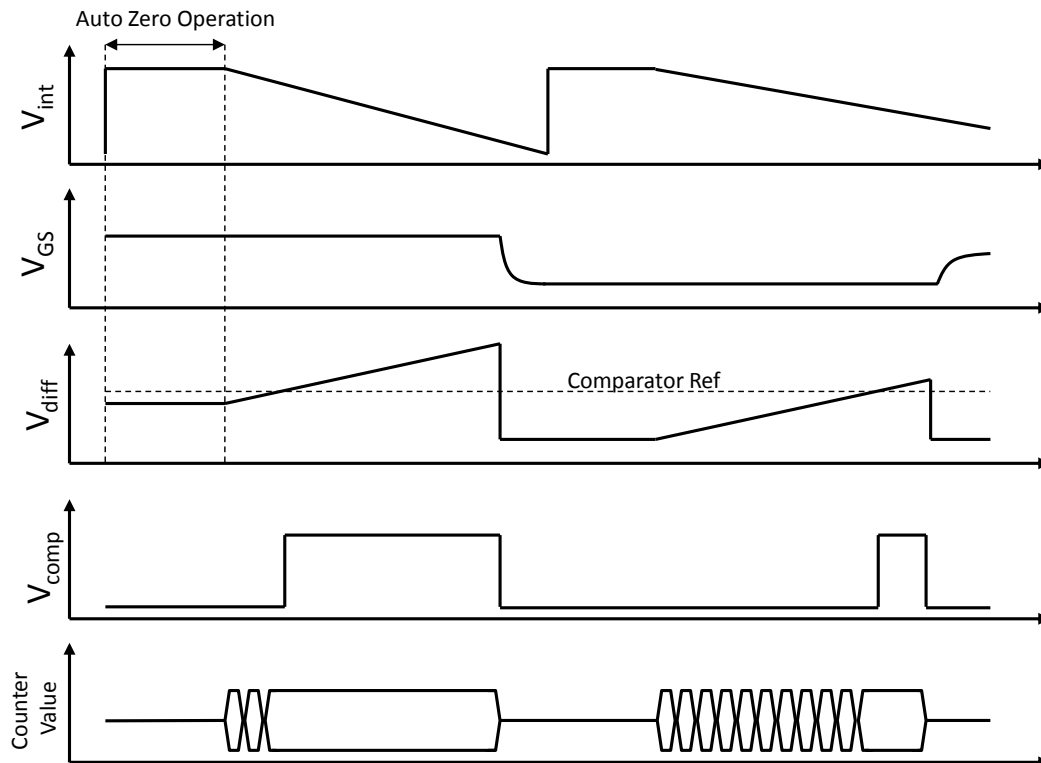 Auto Zero Operation
V_int
V_GS
V_diff
Comparator Ref
V_comp
Counter
Value